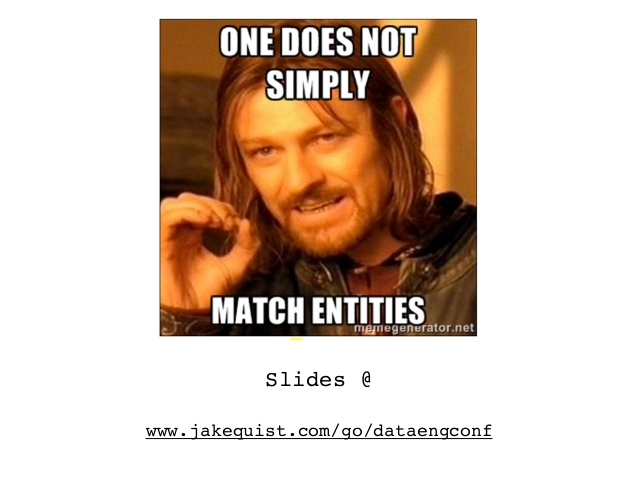 ONE DOES NOT
SIMPLY
MATCH ENTITIES
memegenerator.net
Slides @
www.jakequist.com/go/dataengconf